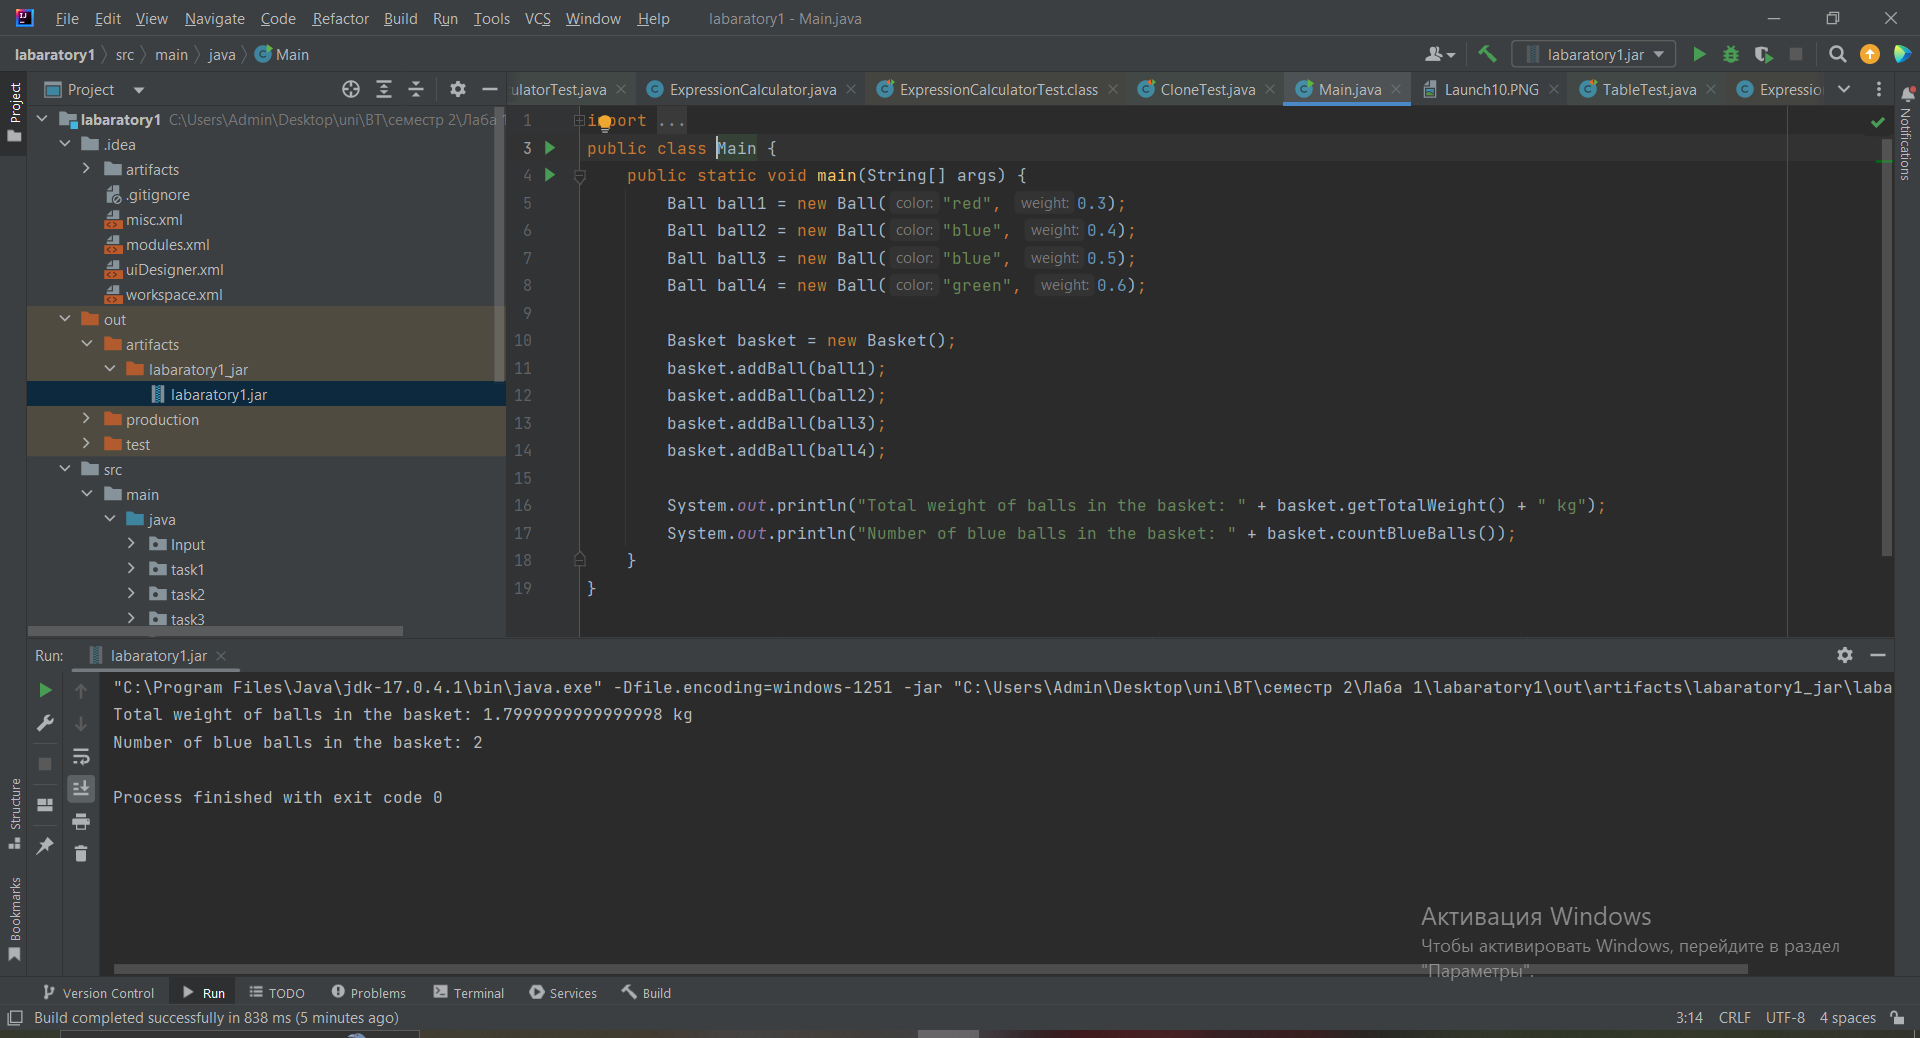 File Edit View Navigate Code Refactor Build Run Tools VCS Window Help labaratory1 - Main.java
labaratory1 src main java Main labaratory1.jar
Project
Project
ulatorTest.java ExpressionCalculator.java ExpressionCalculatorTest.class CloneTest.java Main.java Launch10.PNG TableTest.java Expressio
Notifications
labaratory1 C:\Users\Admin\Desktop\uni\BT\семестр 2\Лаба 1
.idea
artifacts
.gitignore
misc.xml
modules.xml
uiDesigner.xml
workspace.xml
out
artifacts
labaratory1_jar
labaratory1.jar
production
test
src
main
java
Input
task1
task2
task3
1 import ...
3 public class Main {
4 public static void main(String[] args) {
5 Ball ball1 = new Ball( color: "red", weight: 0.3);
6 Ball ball2 = new Ball( color: "blue", weight: 0.4);
7 Ball ball3 = new Ball( color: "blue", weight: 0.5);
8 Ball ball4 = new Ball( color: "green", weight: 0.6);
9
10 Basket basket = new Basket();
11 basket.addBall(ball1);
12 basket.addBall(ball2);
13 basket.addBall(ball3);
14 basket.addBall(ball4);
15
16 System.out.println("Total weight of balls in the basket: " + basket.getTotalWeight() + " kg");
17 System.out.println("Number of blue balls in the basket: " + basket.countBlueBalls());
18 }
19 }
Run: labaratory1.jar
"C:\Program Files\Java\jdk-17.0.4.1\bin\java.exe" -Dfile.encoding=windows-1251 -jar "C:\Users\Admin\Desktop\uni\BT\семестр 2\Лаба 1\labaratory1\out\artifacts\labaratory1_jar\laba
Total weight of balls in the basket: 1.7999999999999998 kg
Number of blue balls in the basket: 2
Process finished with exit code 0
Structure
Bookmarks
Активация Windows
Чтобы активировать Windows, перейдите в раздел
"Параметры".
Version Control Run TODO Problems Terminal Services Build
Build completed successfully in 838 ms (5 minutes ago) 3:14 CRLF UTF-8 4 spaces